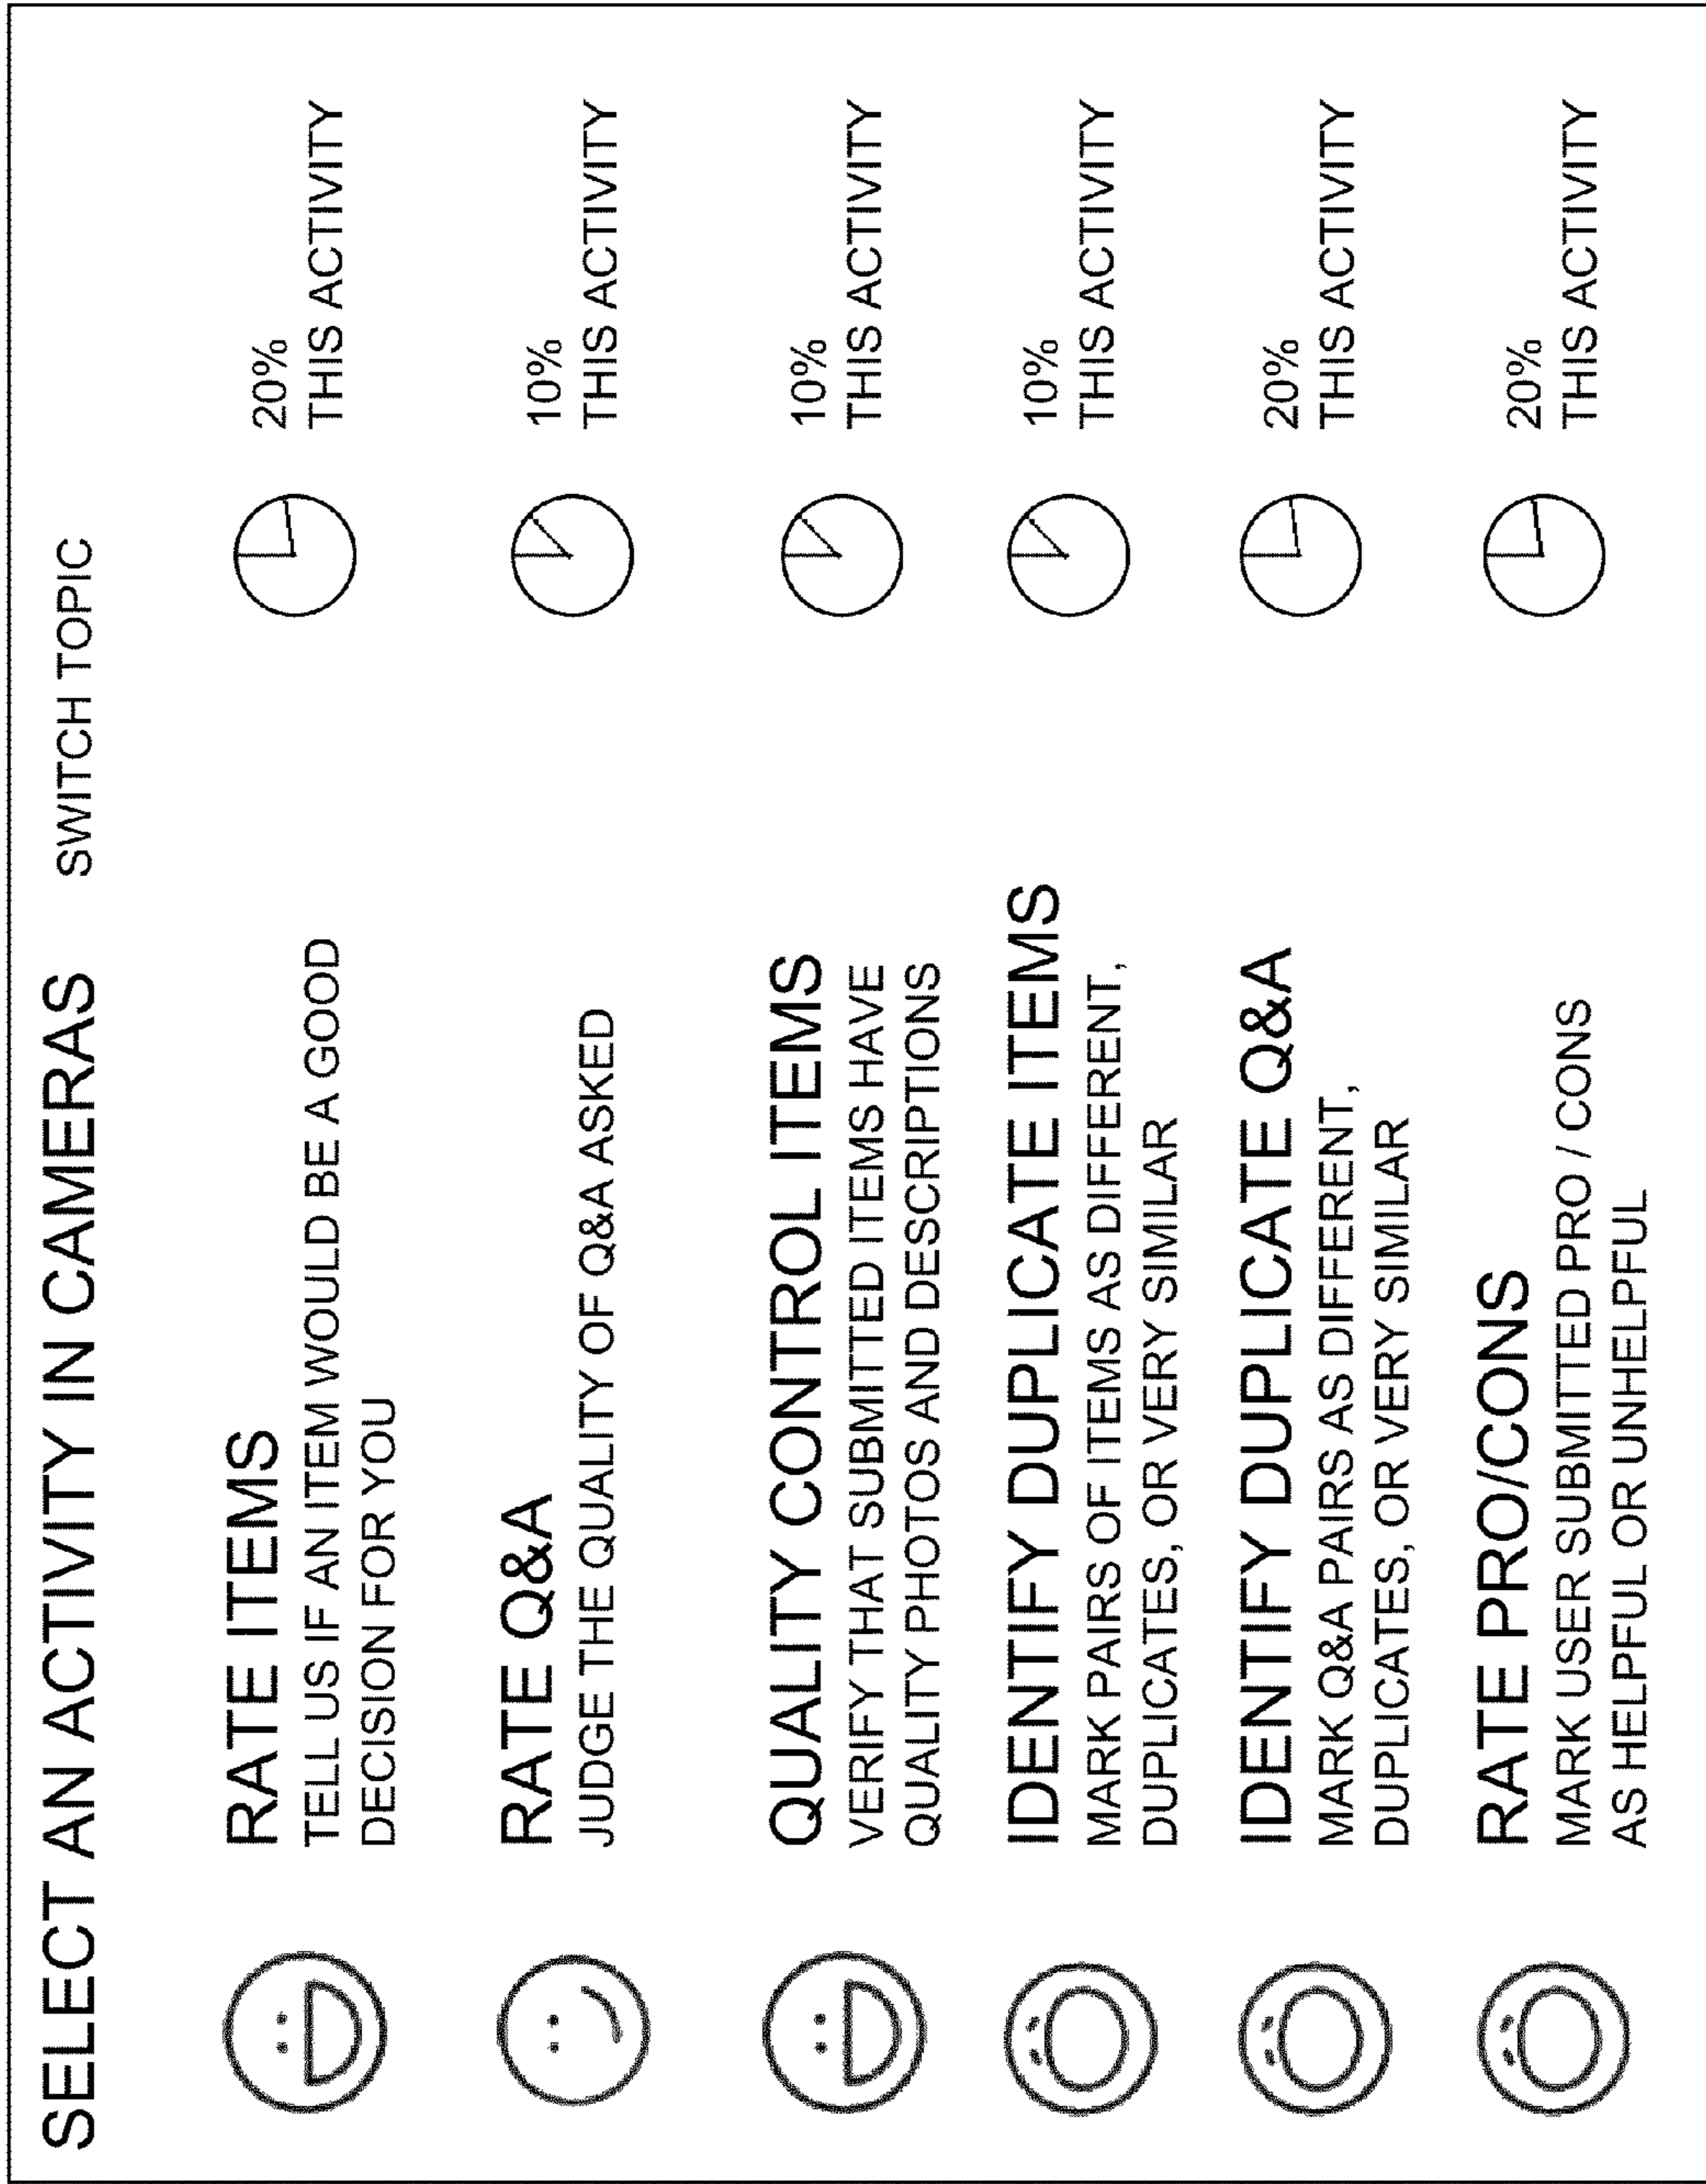 SELECT AN ACTIVITY IN CAMERAS SWITCH TOPIC
RATE ITEMS
TELL US IF AN ITEM WOULD BE A GOOD
DECISION FOR YOU
20%
THIS ACTIVITY
RATE Q&A
JUDGE THE QUALITY OF Q&A ASKED
10%
THIS ACTIVITY
QUALITY CONTROL ITEMS
VERIFY THAT SUBMITTED ITEMS HAVE
QUALITY PHOTOS AND DESCRIPTIONS
10%
THIS ACTIVITY
IDENTIFY DUPLICATE ITEMS
MARK PAIRS OF ITEMS AS DIFFERENT,
DUPLICATES, OR VERY SIMILAR
10%
THIS ACTIVITY
IDENTIFY DUPLICATE Q&A
MARK Q&A PAIRS AS DIFFERENT,
DUPLICATES, OR VERY SIMILAR
20%
THIS ACTIVITY
RATE PRO/CONS
MARK USER SUBMITTED PRO / CONS
AS HELPFUL OR UNHELPFUL
20%
THIS ACTIVITY